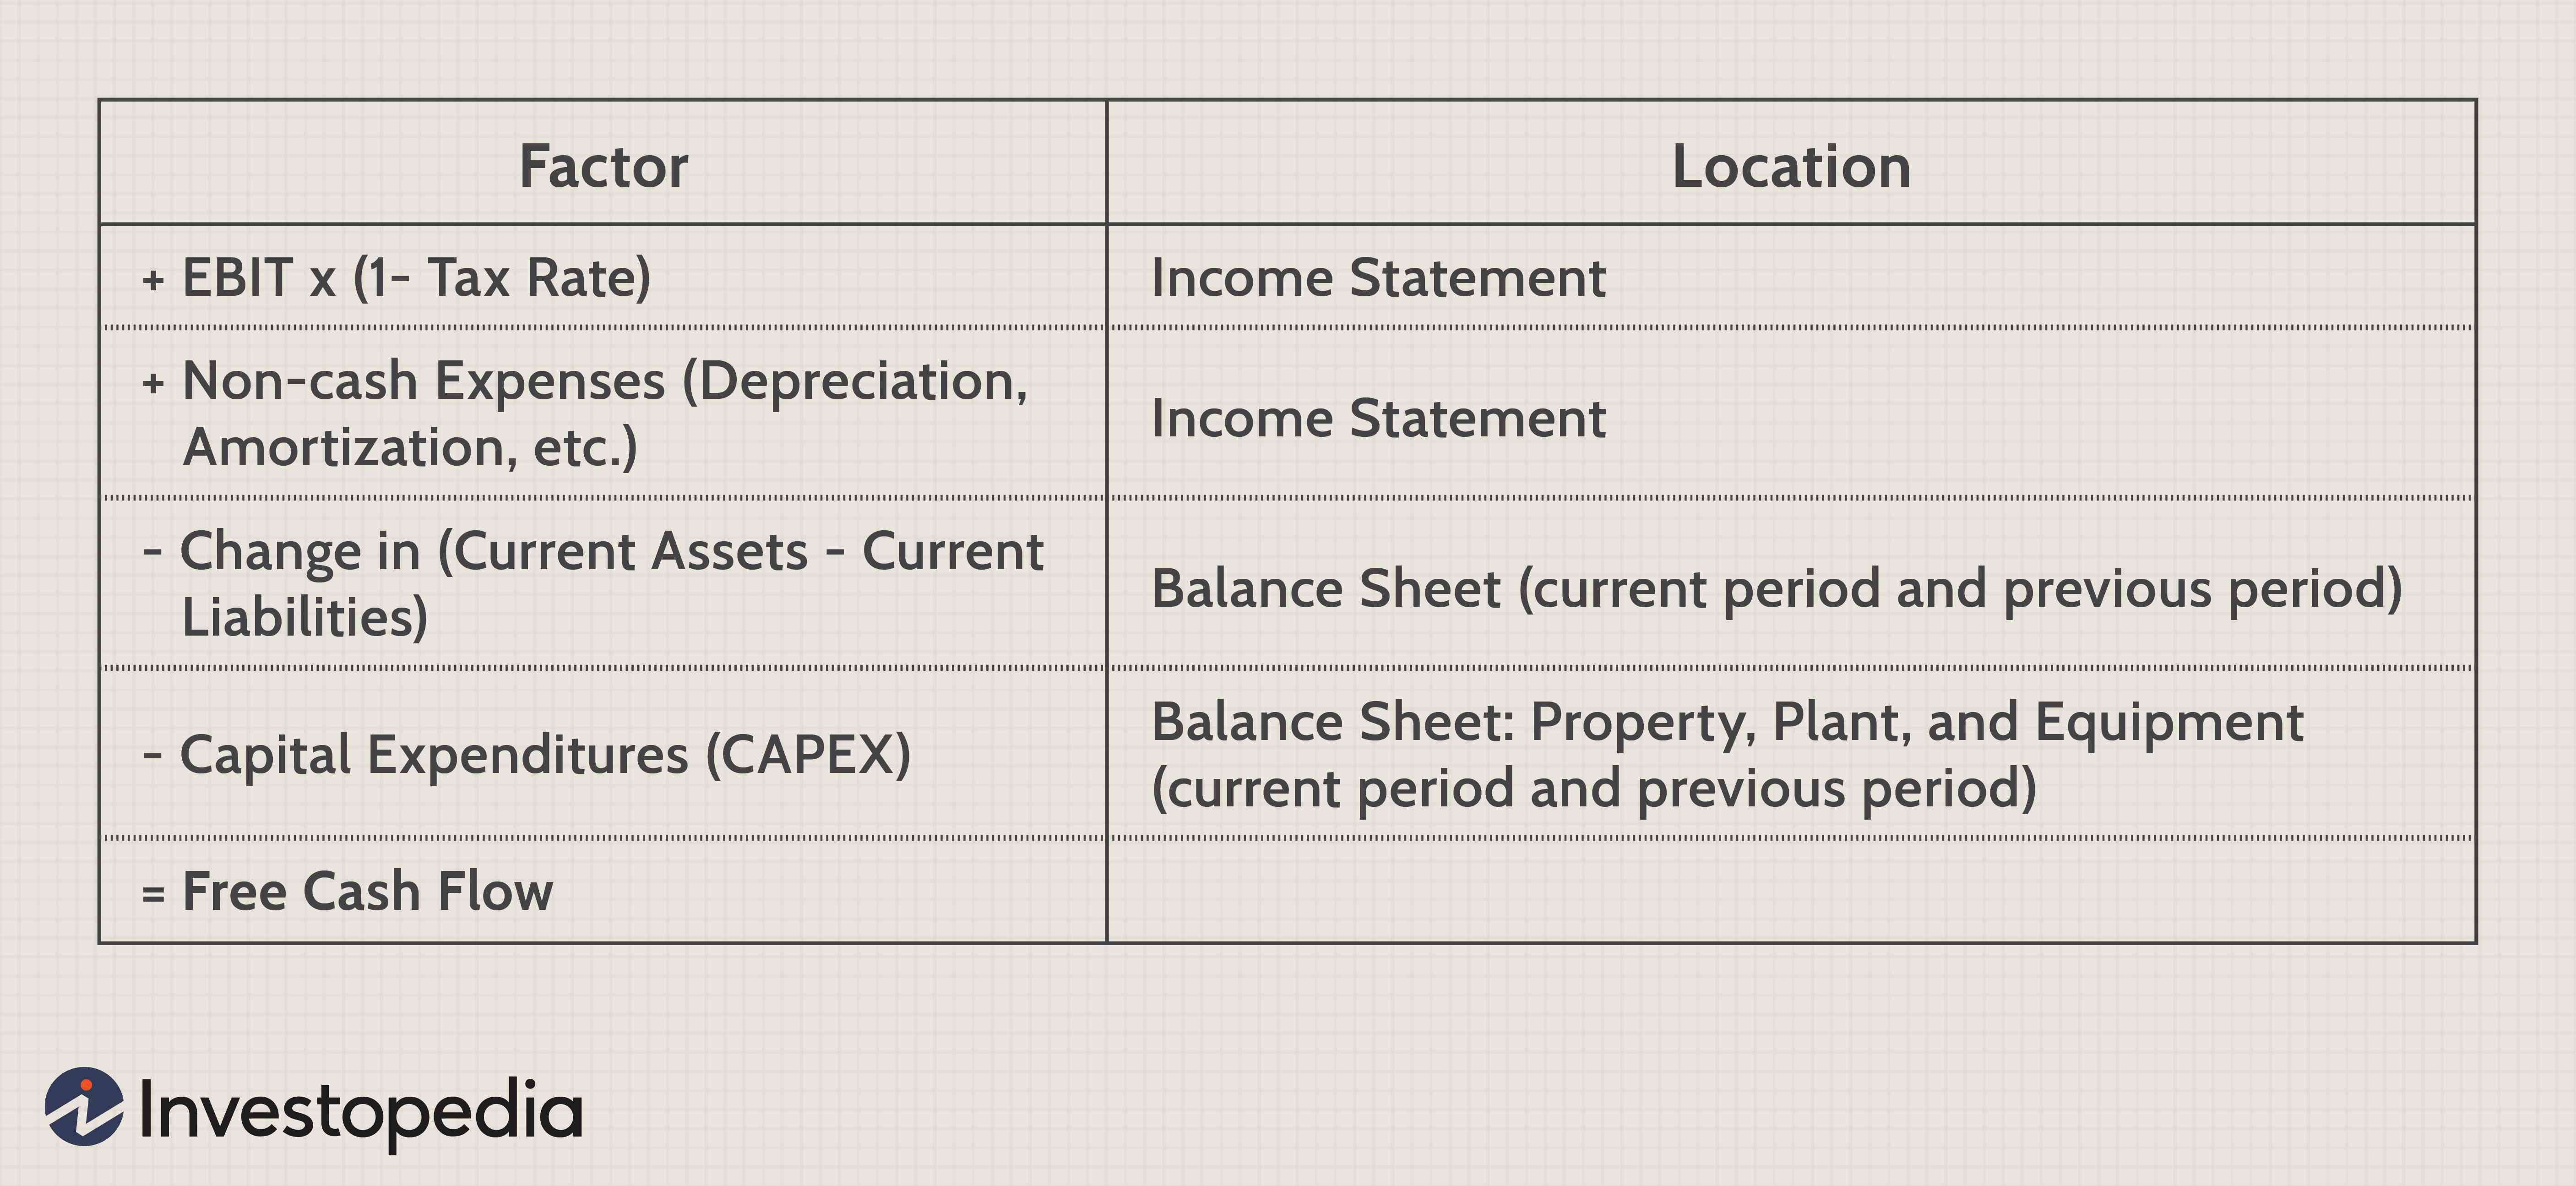 Factor
Location
+ EBIT x (1- Tax Rate)
Income Statement
+ Non-cash Expenses (Depreciation,
Amortization, etc.)
Income Statement
- Change in (Current Assets - Current
Liabilities)
Balance Sheet (current period and previous period)
- Capital Expenditures (CAPEX)
Balance Sheet: Property, Plant, and Equipment
(current period and previous period)
= Free Cash Flow
Investopedia